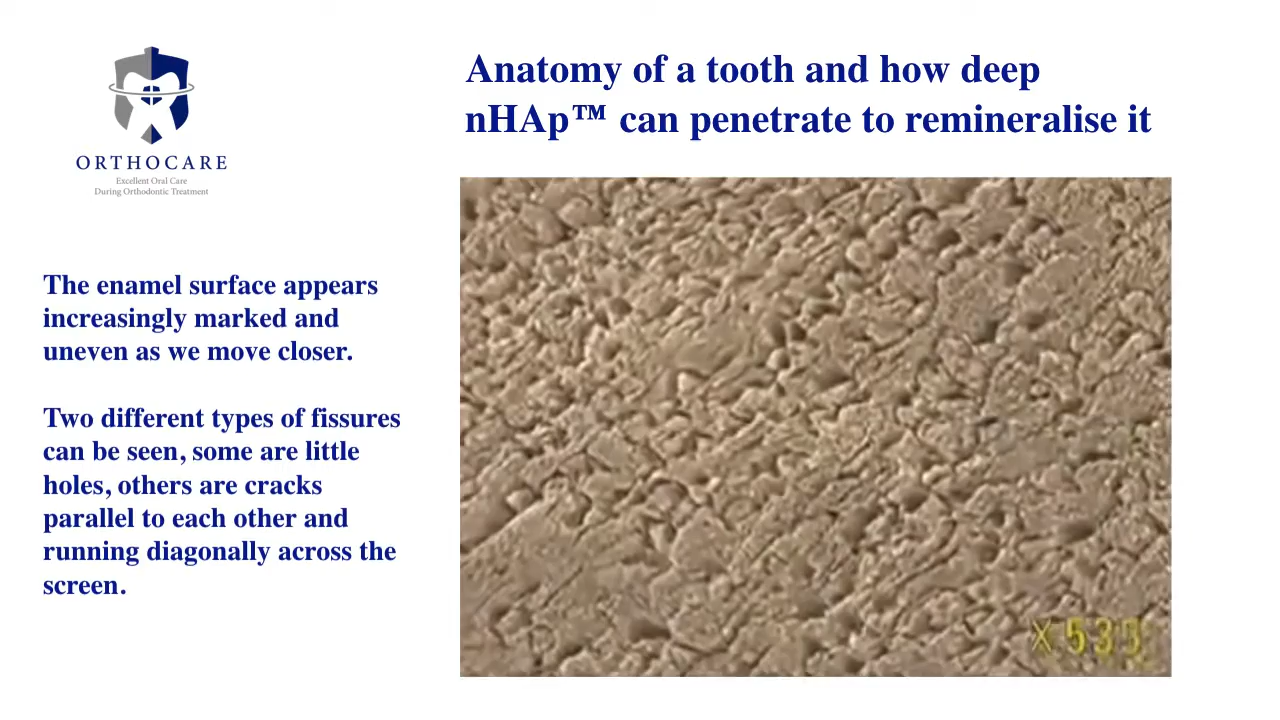 ORTHOCARE
Excellent Oral Care
During Orthodontic Treatment
Anatomy of a tooth and how deep
nHAp™ can penetrate to remineralise it
The enamel surface appears
increasingly marked and
uneven as we move closer.
Two different types of fissures
can be seen, some are little
holes, others are cracks
parallel to each other and
running diagonally across the
screen.